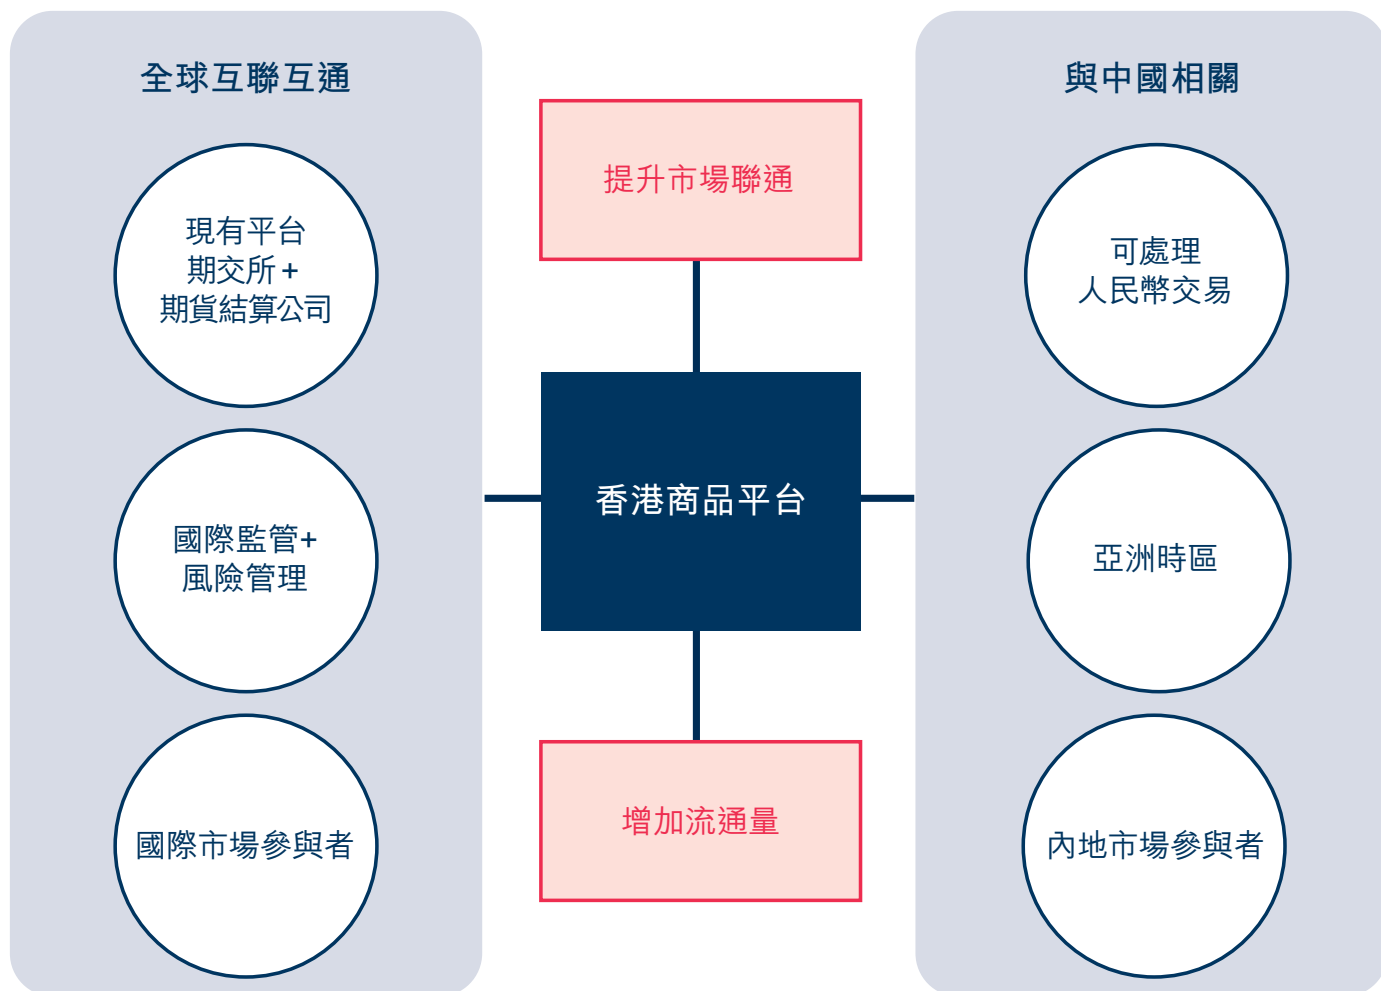 全球互聯互通
現有平台
期交所+
期貨結算公司
國際監管+
風險管理
國際市場參與者
提升市場聯通
香港商品平台
增加流通量
與中國相關
可處理
人民幣交易
亞洲時區
內地市場參與者